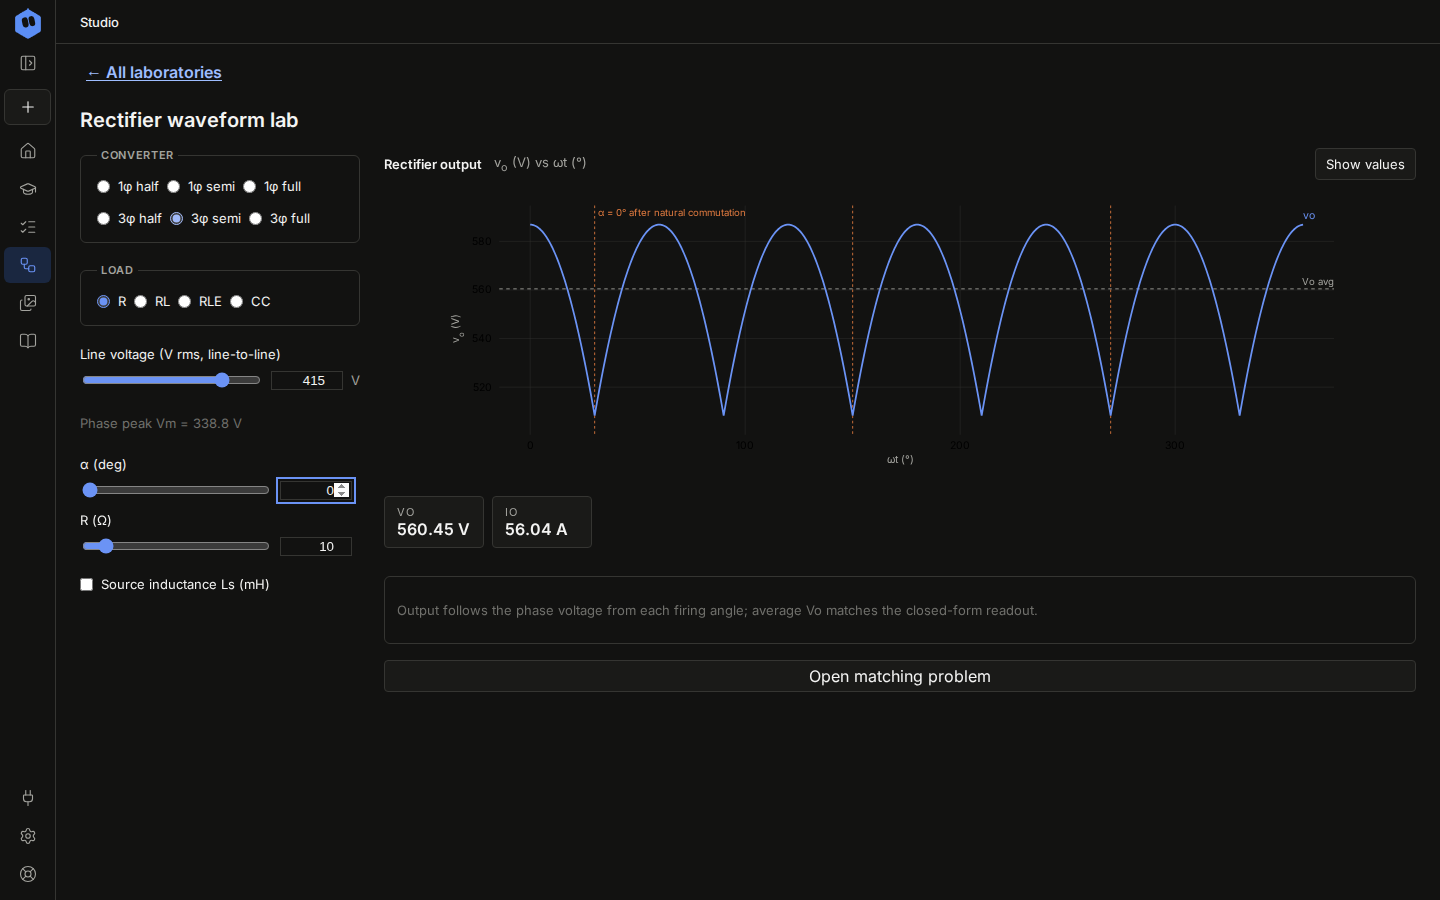 Studio
← All laboratories
Rectifier waveform lab
CONVERTER
1φ half 1φ semi 1φ full
3φ half 3φ semi 3φ full
LOAD
R RL RLE CC
Line voltage (V rms, line-to-line)
415 V
Phase peak Vm = 338.8 V
α (deg)
0
R (Ω)
10
Source inductance Ls (mH)
Rectifier output vo (V) vs ωt (°)
Show values
α = 0° after natural commutation
vo
580
560
Vo avg
540
520
vo (V)
0 100 200 300
ωt (°)
VO
560.45 V
IO
56.04 A
Output follows the phase voltage from each firing angle; average Vo matches the closed-form readout.
Open matching problem